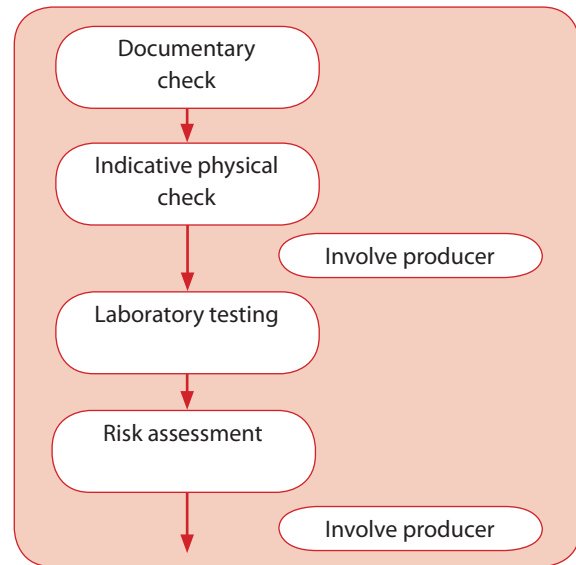 Documentary
check
Indicative physical
check
Involve producer
Laboratory testing
Risk assessment
Involve producer